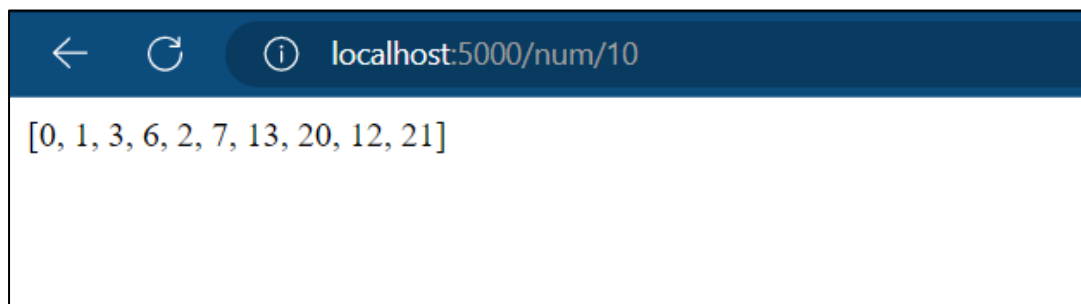 localhost:5000/num/10
[0, 1, 3, 6, 2, 7, 13, 20, 12, 21]